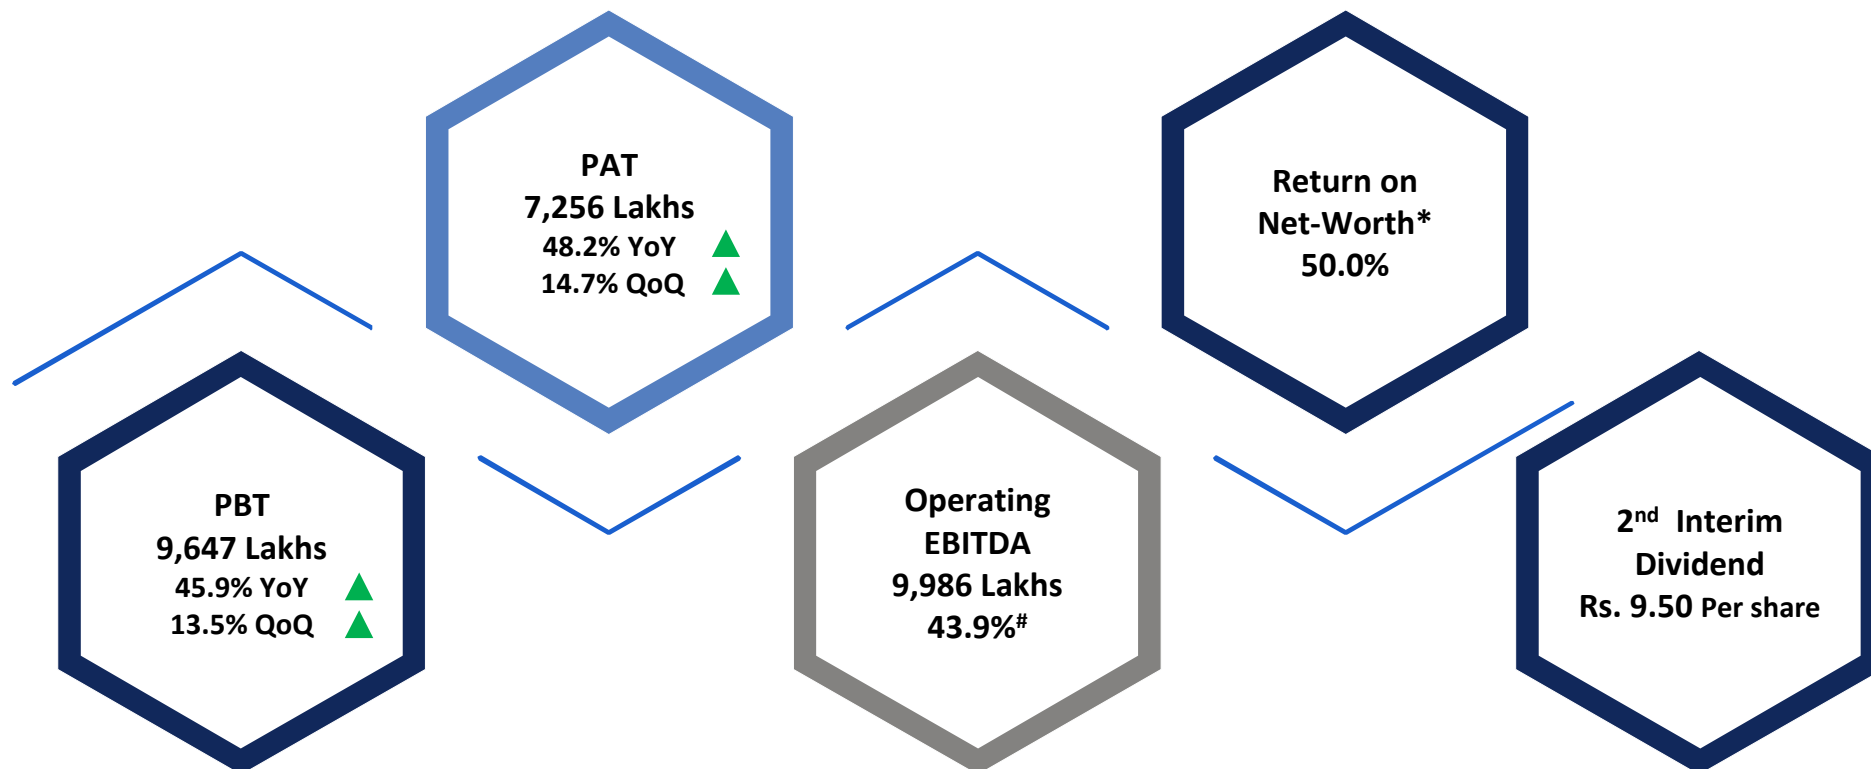 PBT
9,647 Lakhs
45.9% YoY
13.5% QoQ
PAT
7,256 Lakhs
48.2% YoY
14.7% QoQ
Operating
EBITDA
9,986 Lakhs
43.9%#
Return on
Net-Worth*
50.0%
2nd Interim
Dividend
Rs. 9.50 Per share